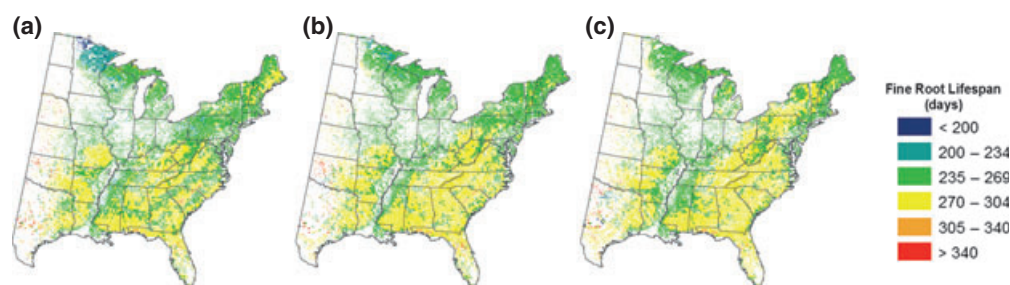 (a)
(b)
(c)
Fine Root Lifespan
(days)
< 200
200 – 234
235 – 269
270 – 304
305 – 340
> 340